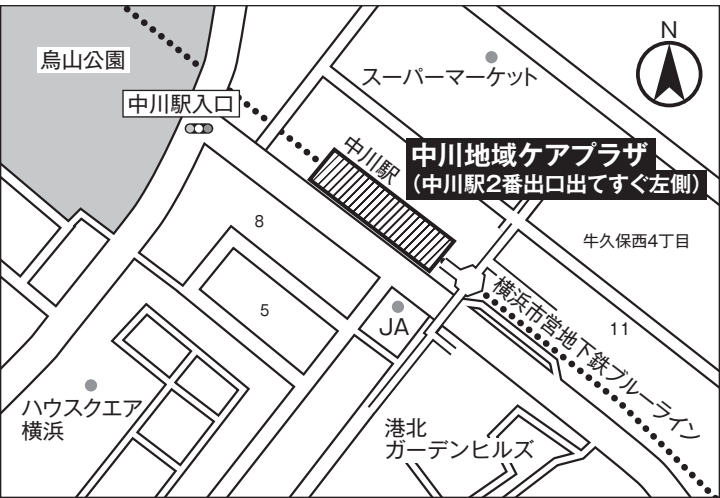 N
烏山公園
スーパーマーケット
中川駅入口
中川駅
中川地域ケアプラザ
（中川駅2番出口出てすぐ左側）
8
牛久保西4丁目
5
JA
横浜市営地下鉄ブルーライン
11
ハウスクエア
横浜
港北
ガーデンヒルズ